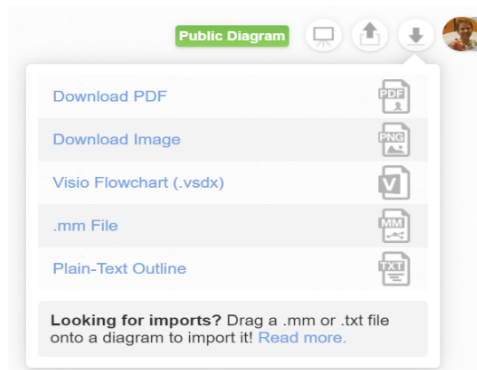 Public Diagram
Download PDF
PDF
Download Image
PNG
Visio Flowchart (.vsdx)
V
.mm File
MM
Plain-Text Outline
TXT
Looking for imports? Drag a .mm or .txt file
onto a diagram to import it! Read more.